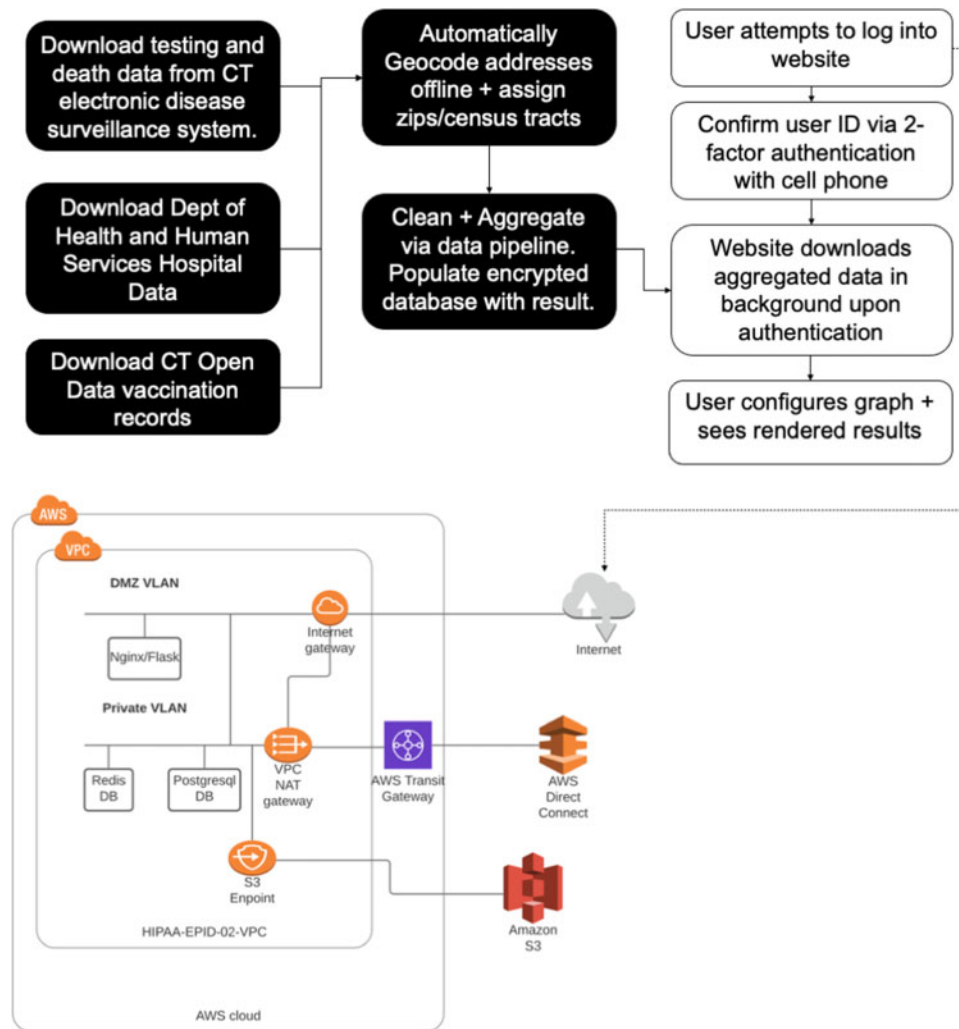 Download testing and
death data from CT
electronic disease
surveillance system.
Download Dept of
Health and Human
Services Hospital
Data
Download CT Open
Data vaccination
records
Automatically
Geocode addresses
offline + assign
zips/census tracts
Clean + Aggregate
via data pipeline.
Populate encrypted
database with result.
User attempts to log into
website
Confirm user ID via 2-
factor authentication
with cell phone
Website downloads
aggregated data in
background upon
authentication
User configures graph +
sees rendered results
AWS
VPC
DMZ VLAN
Internet
gateway
Nginx/Flask
Internet
Private VLAN
Redis
DB
Postgresql
DB
VPC
NAT
gateway
AWS Transit
Gateway
AWS
Direct
Connect
S3
Enpoint
Amazon
S3
HIPAA-EPID-02-VPC
AWS cloud